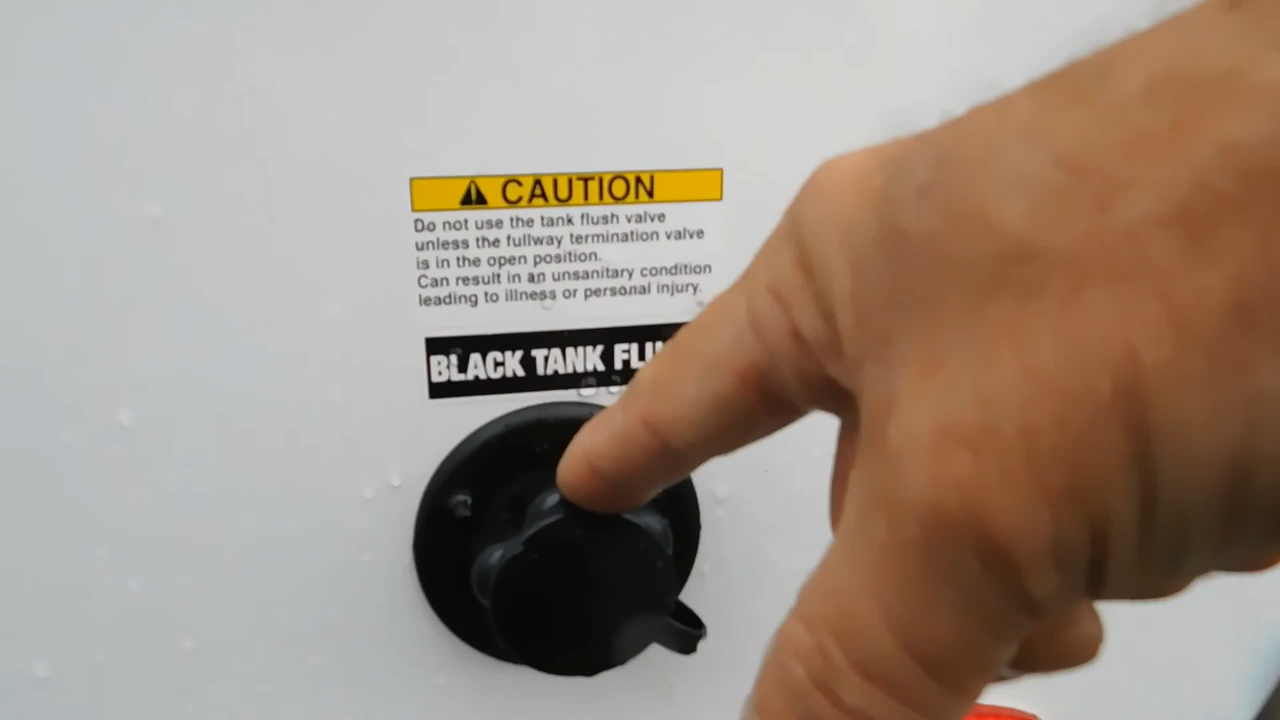 CAUTION
Do not use the tank flush valve
unless the fullway termination valve
is in the open position.
Can result in an unsanitary condition
leading to illness or personal injury.
BLACK TANK